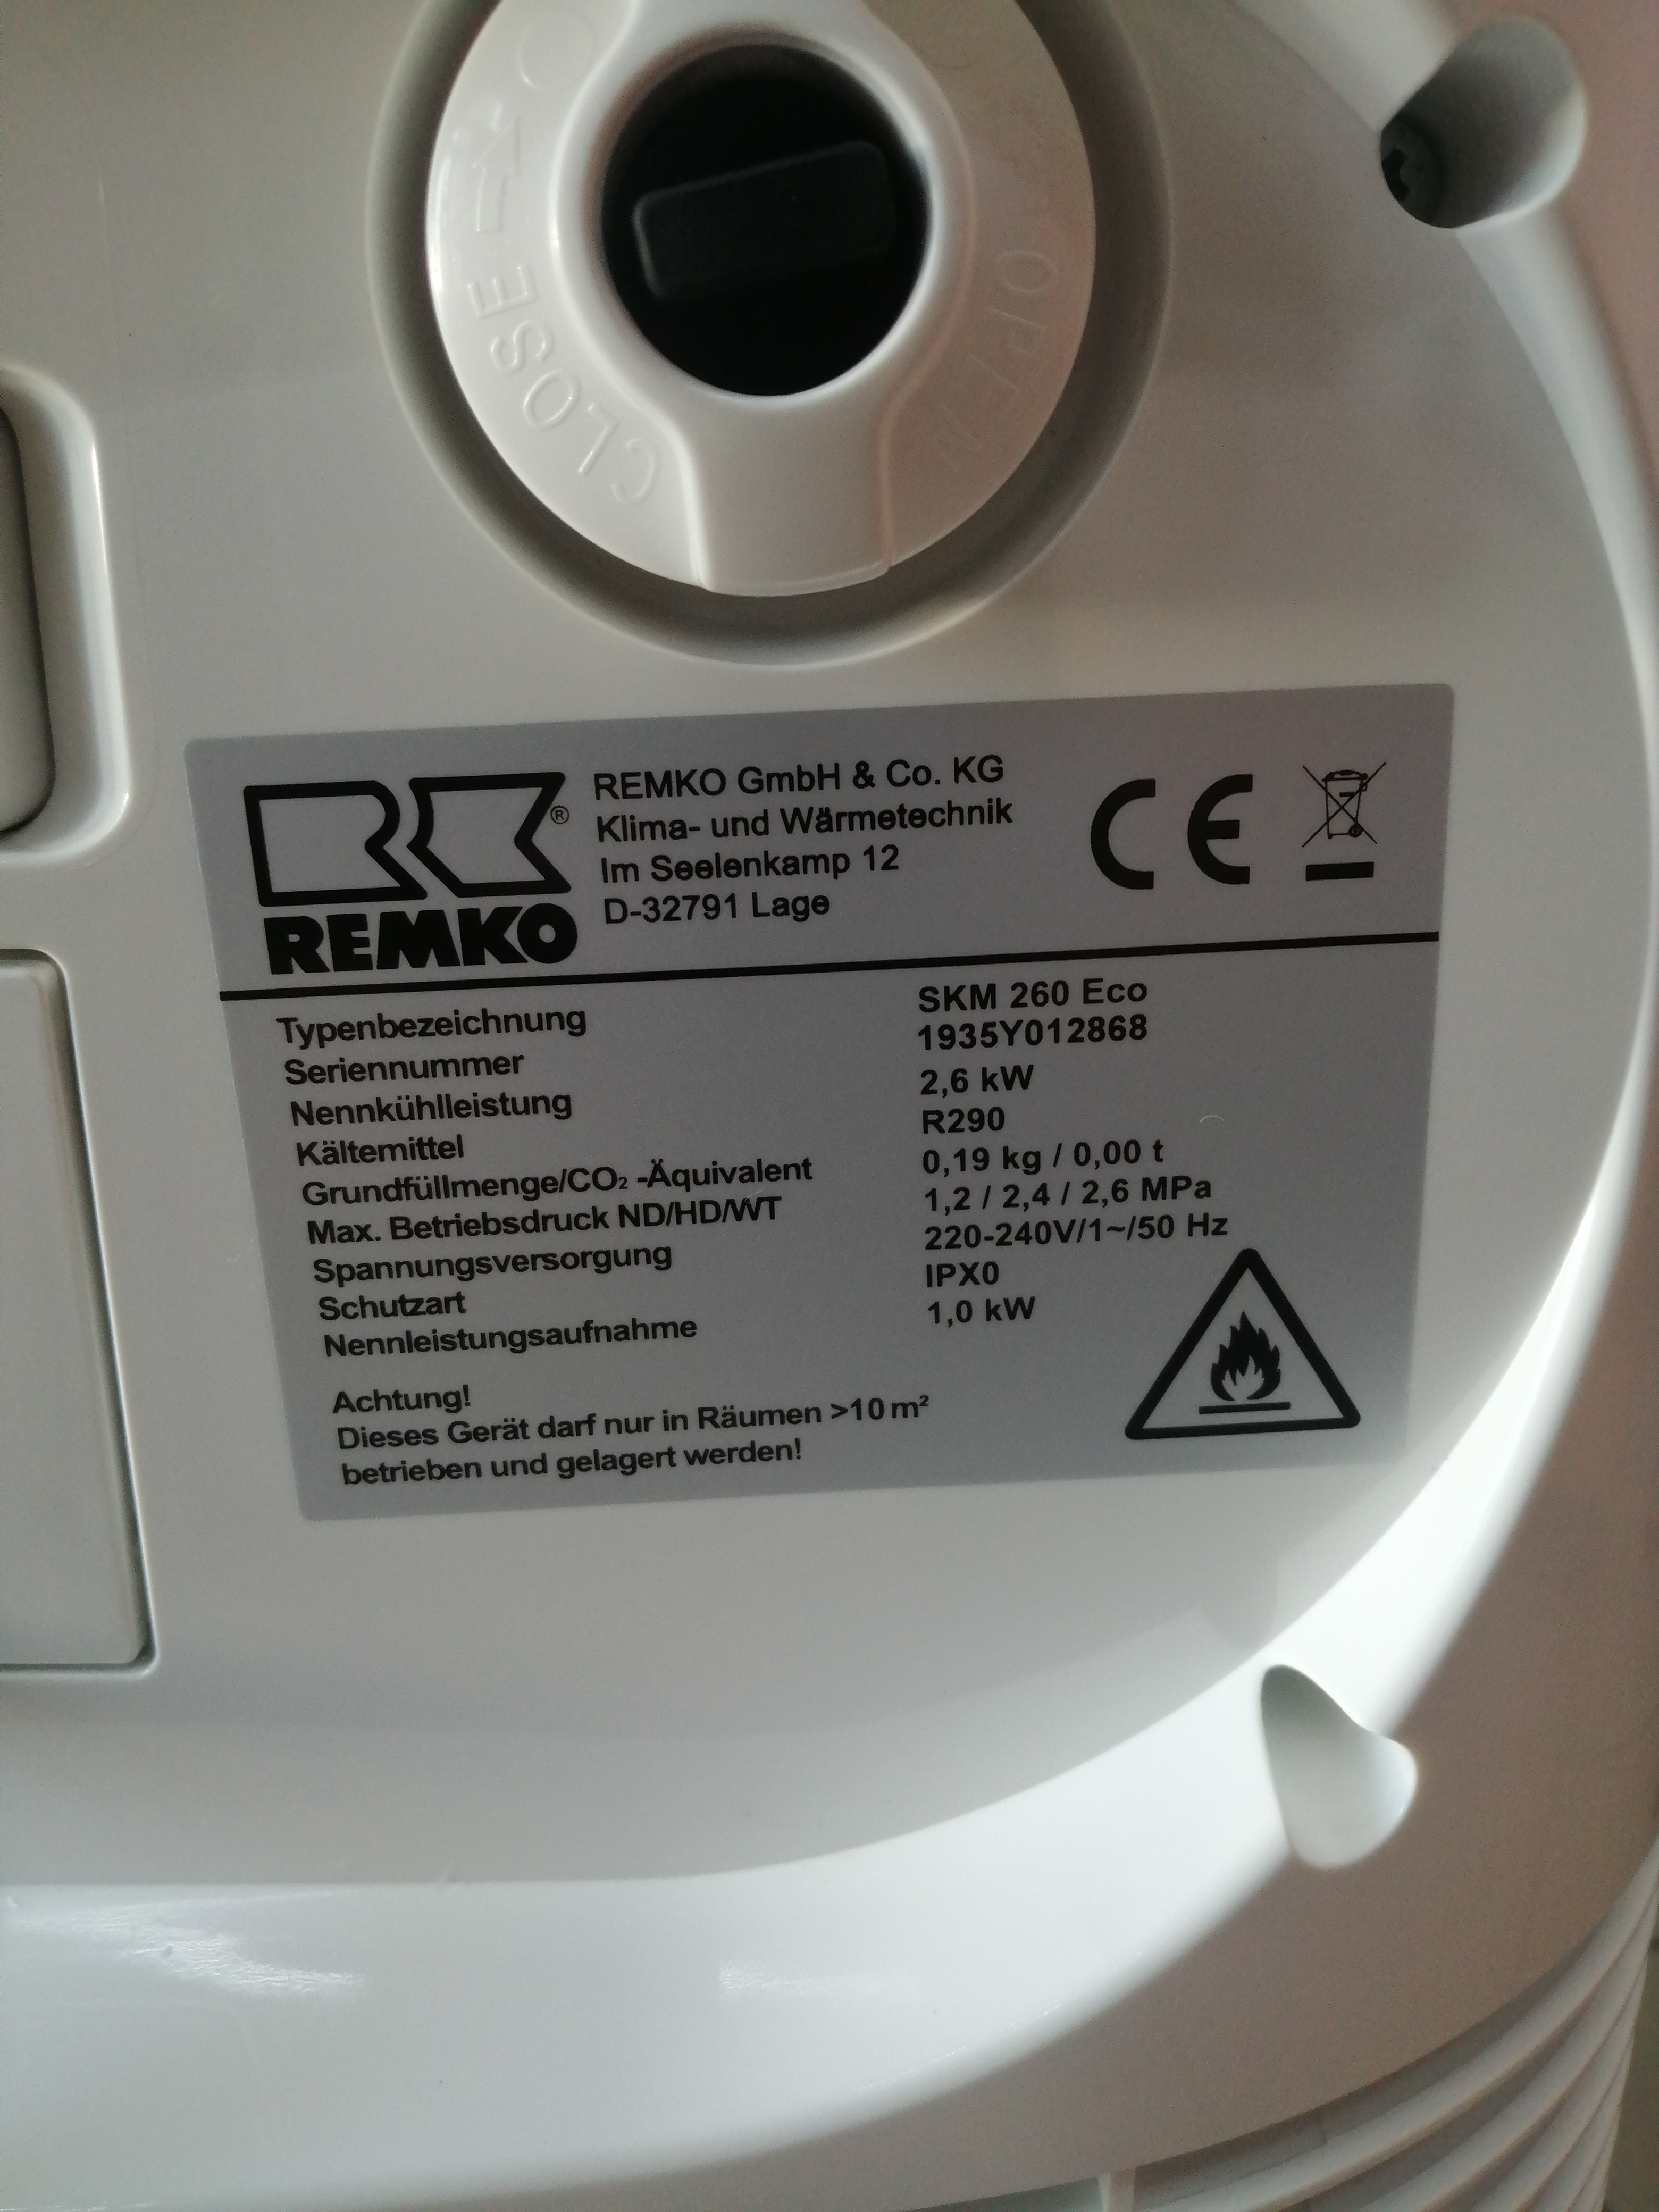 CLOSE
OPEN
REMKO GmbH & Co. KG
Klima- und Wärmetechnik
Im Seelenkamp 12
D-32791 Lage
®
REMKO
CE
Typenbezeichnung SKM 260 Eco
Seriennummer 1935Y012868
Nennkühlleistung 2,6 kW
Kältemittel R290
Grundfüllmenge/CO₂ -Äquivalent 0,19 kg / 0,00 t
Max. Betriebsdruck ND/HD/WT 1,2 / 2,4 / 2,6 MPa
Spannungsversorgung 220-240V/1~/50 Hz
Schutzart IPX0
Nennleistungsaufnahme 1,0 kW
Achtung!
Dieses Gerät darf nur in Räumen >10 m²
betrieben und gelagert werden!